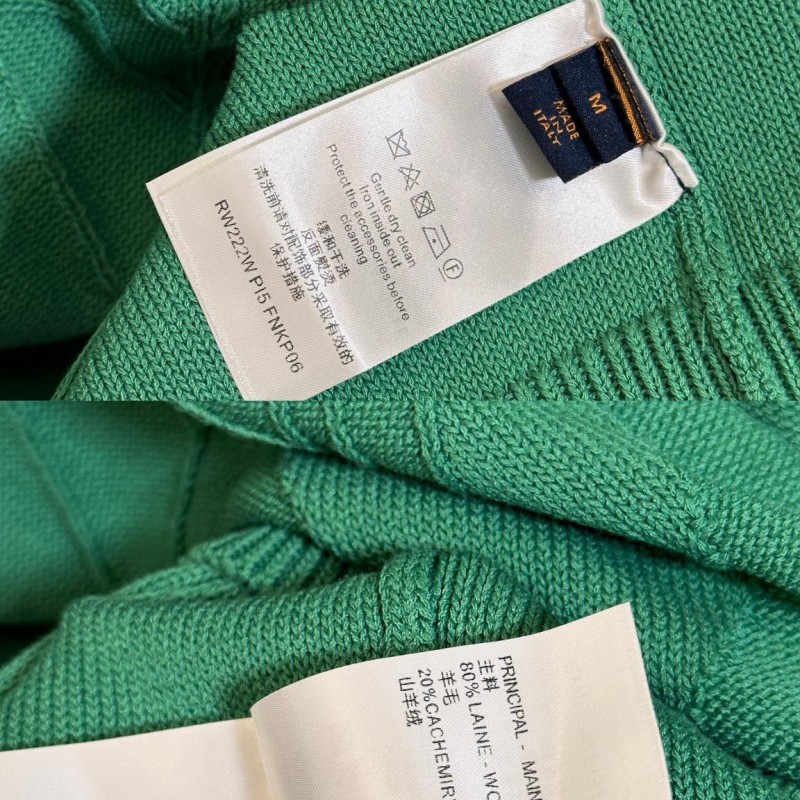 M
MADE
IN
ITALY
Gentle dry clean
Iron inside out
Protect the accessories before
cleaning
缓和干洗
反面熨烫
清洗前请对配饰部分采取有效的
保护措施
RW222W PI5 FNKP06
PRINCIPAL - MAIN
主料
80% LAINE - WO
羊毛
20%CACHEMIR
山羊绒